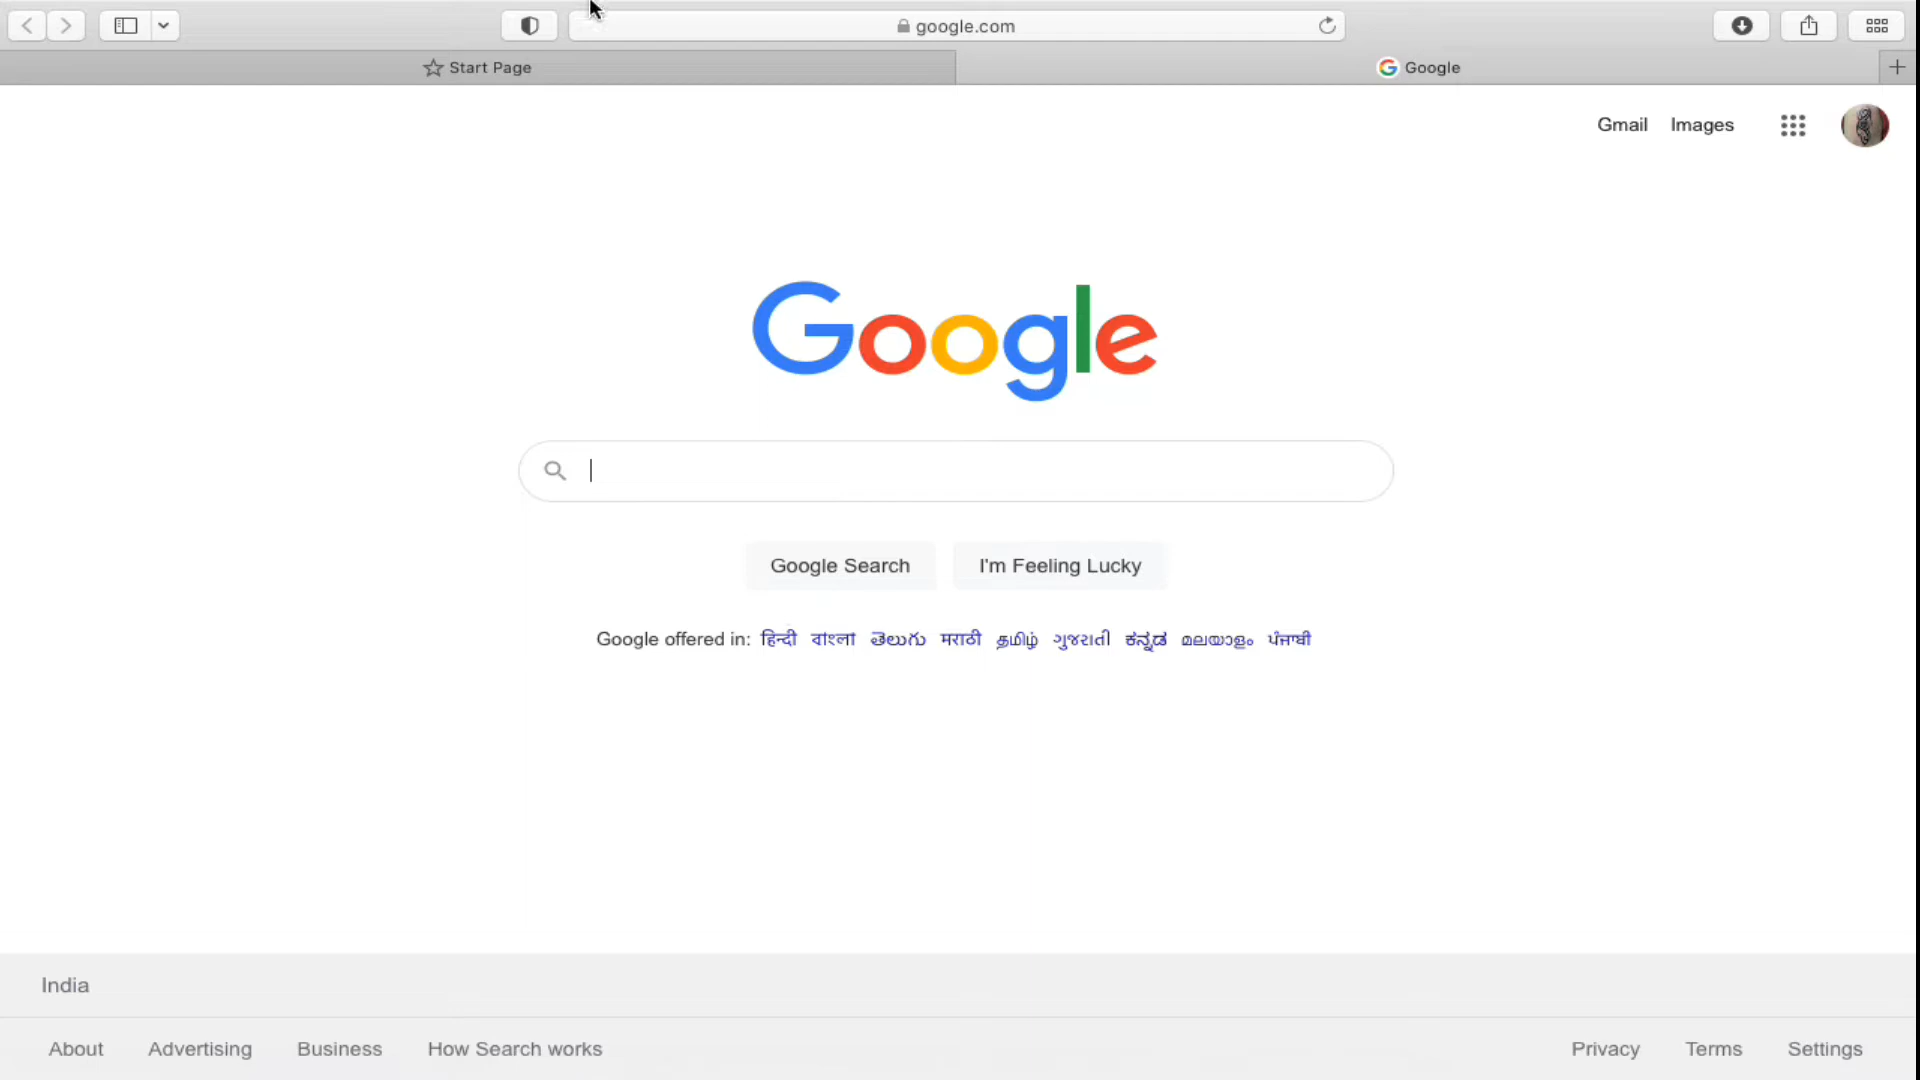 google.com
Start Page
Google
Gmail Images
Google
Google Search I'm Feeling Lucky
Google offered in: हिन्दी বাংলা తెలుగు मराठी தமிழ் ગુજરાતી ಕನ್ನಡ മലയാളം ਪੰਜਾਬੀ
India
About Advertising Business How Search works Privacy Terms Settings